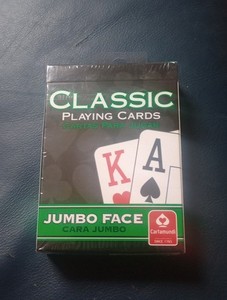 CLASSIC
PLAYING CARDS
K
A
JUMBO FACE
CARA JUMBO
Cartamundi